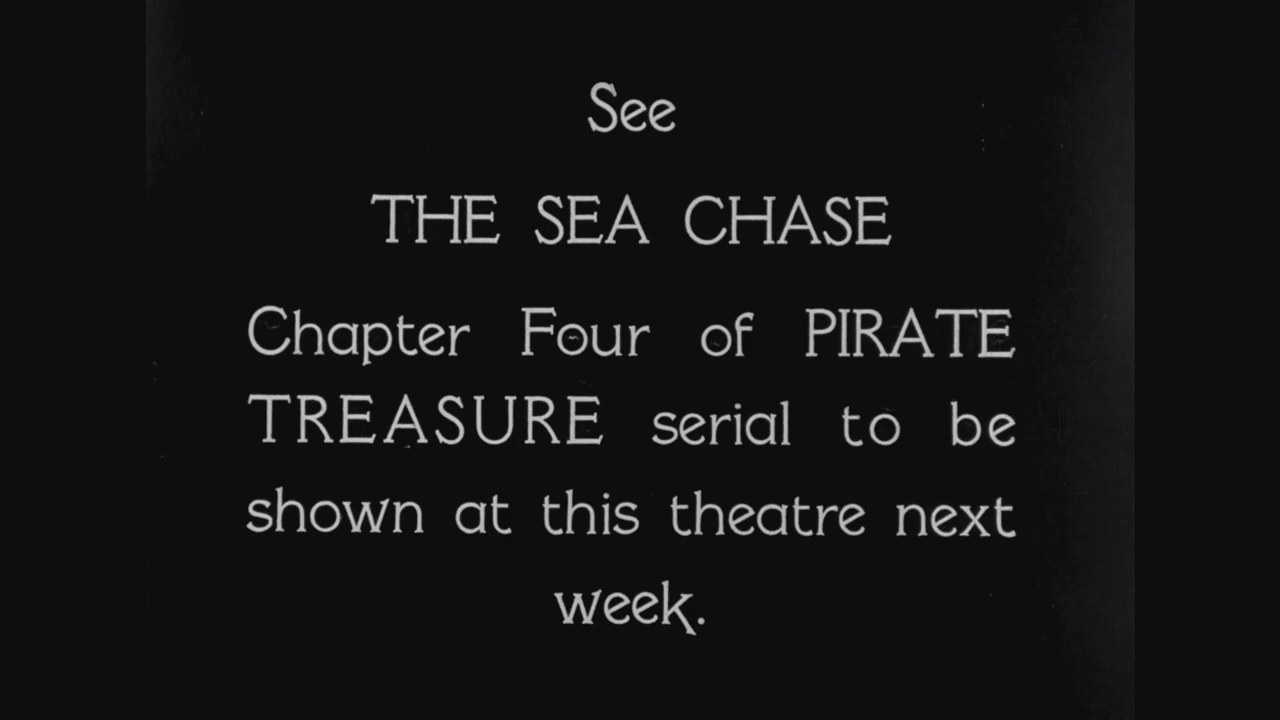 See
THE SEA CHASE
Chapter Four of PIRATE
TREASURE serial to be
shown at this theatre next
week.